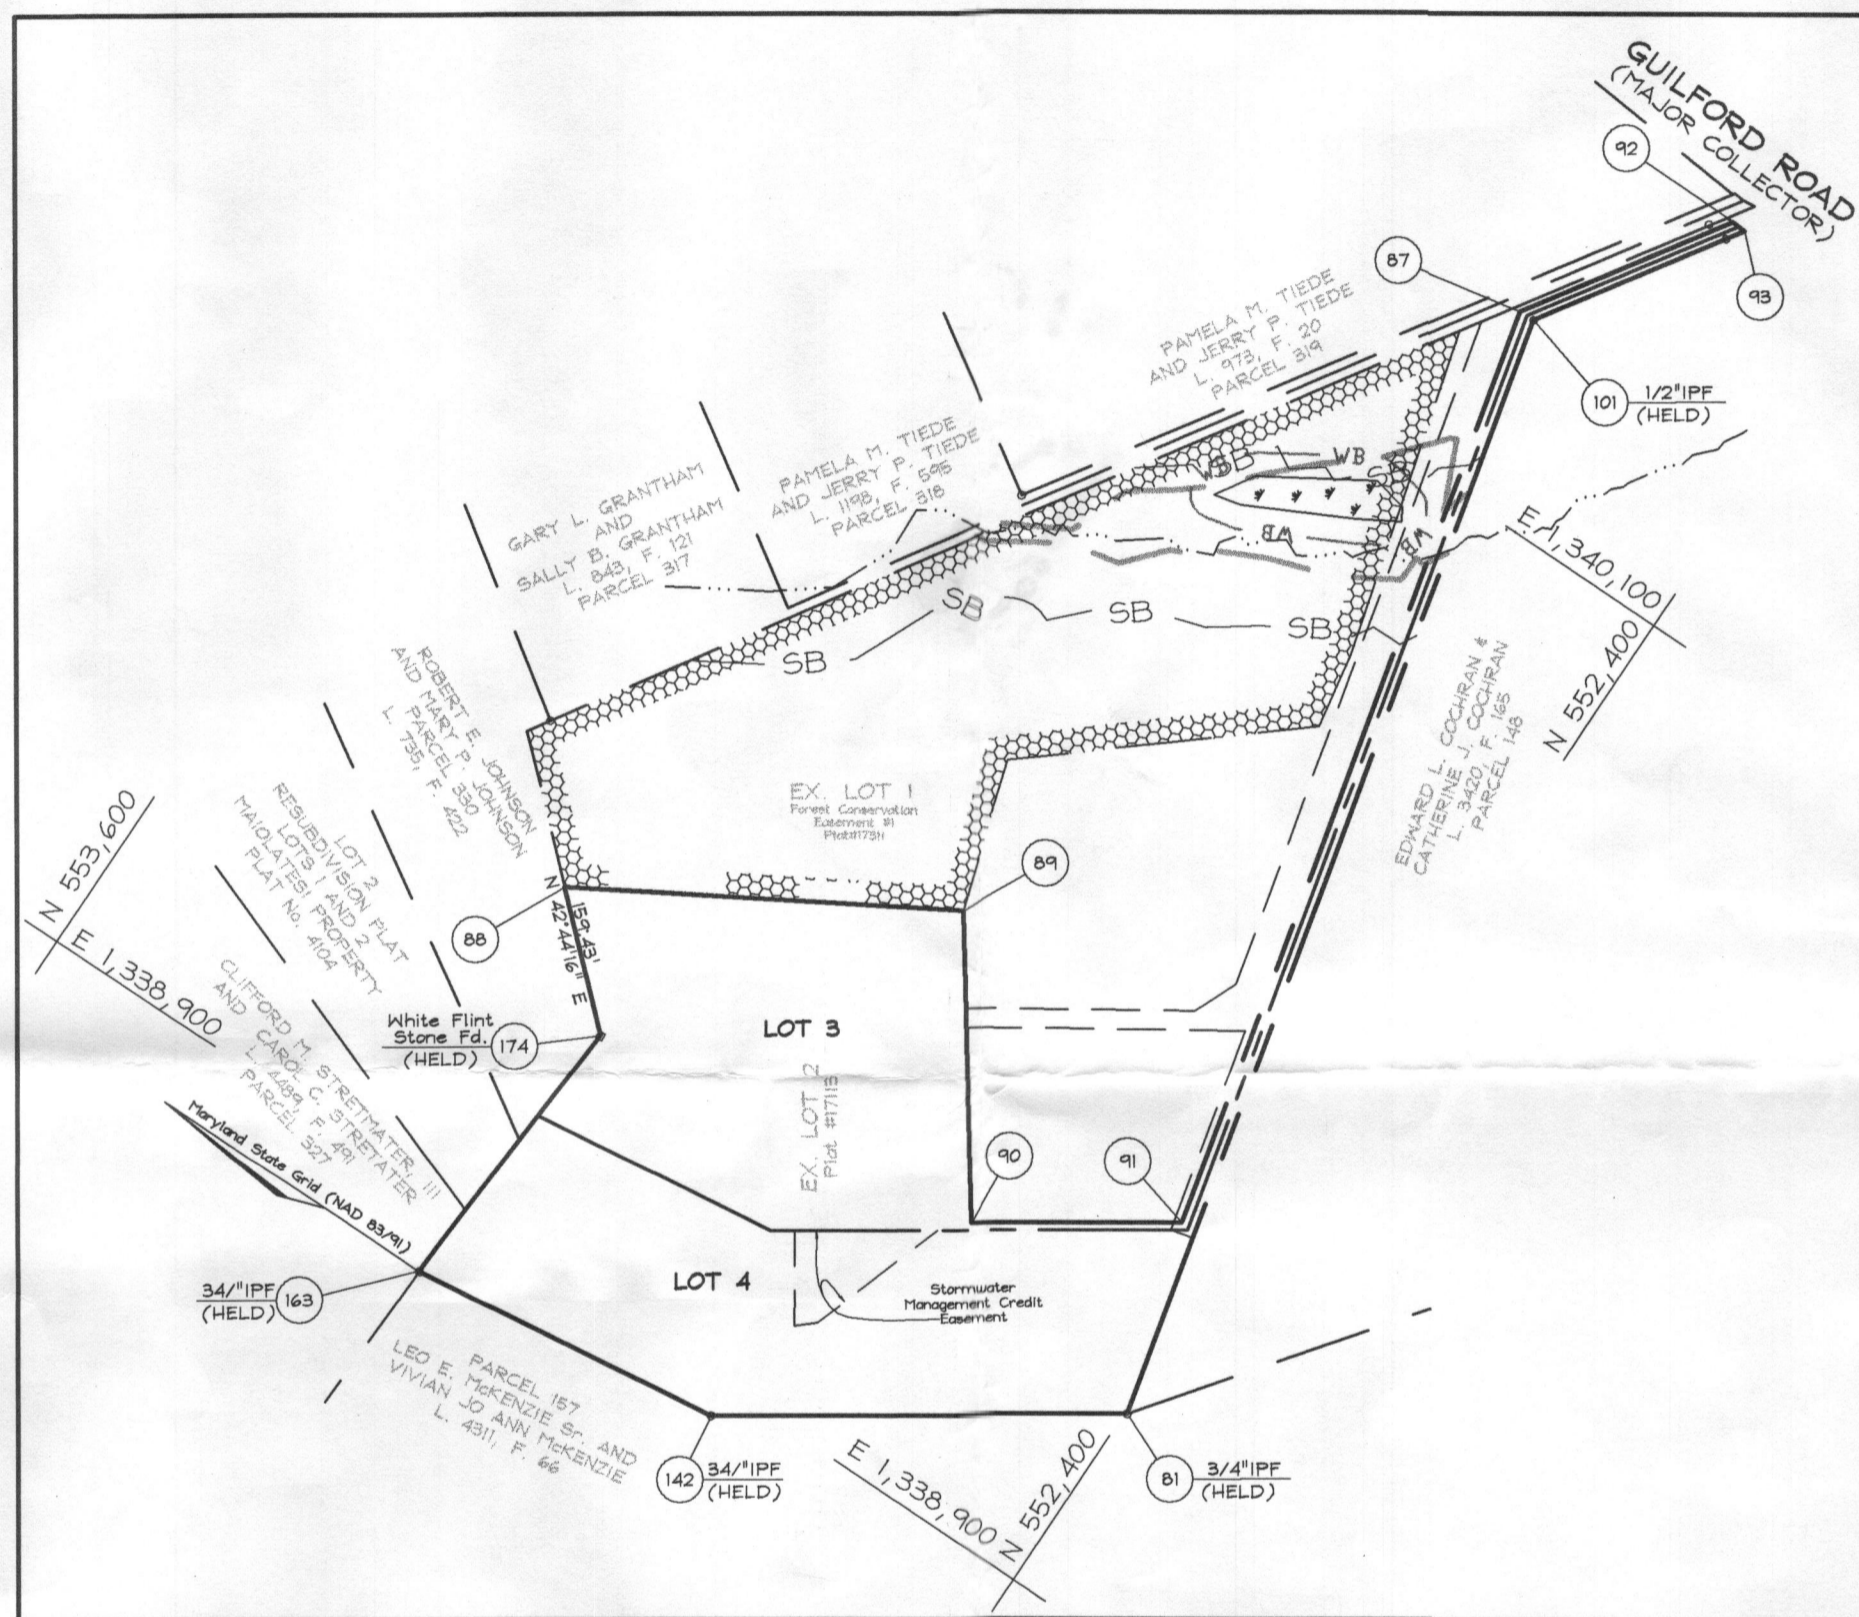 GUILFORD ROAD
(MAJOR COLLECTOR)
92
87
93
PAMELA M. TIEDE
AND JERRY P. TIEDE
L. 973, F. 20
PARCEL 319
101
1/2"IPF
(HELD)
PAMELA M. TIEDE
AND JERRY P. TIEDE
L. 1198, F. 595
PARCEL 318
GARY L. GRANTHAM
AND
SALLY B. GRANTHAM
L. 843, F. 121
PARCEL 317
WB
SB
WB
SB
WB
WB
E 1,340,100
N 552,400
SB
SB
SB
SB
ROBERT E. JOHNSON
AND MARY P. JOHNSON
PARCEL 330
L. 735, F. 422
EDWARD L. COCHRAN &
CATHERINE J. COCHRAN
L. 3420, F. 165
PARCEL 148
EX. LOT 1
Forest Conservation
Easement #1
Plat#17311
LOT 2
RESUBDIVISION PLAT
LOTS 1 AND 2
MAIOLATESI PROPERTY
PLAT No. 4104
N 553,600
E 1,338,900
89
88
N 42°44'16" E
159.43'
CLIFFORD M. STRETMATER, III
AND CAROL C. STRETATER
L. 4489, F. 491
PARCEL 327
White Flint
Stone Fd.
(HELD)
174
LOT 3
EX. LOT 2
Plat #17115
Maryland State Grid (NAD 83/91)
90
91
34/"IPF
(HELD)
163
LOT 4
Stormwater
Management Credit
Easement
PARCEL 157
LEO E. McKENZIE Sr. AND
VIVIAN JO ANN McKENZIE
L. 4311, F. 66
142
34/"IPF
(HELD)
E 1,338,900
N 552,400
81
3/4"IPF
(HELD)